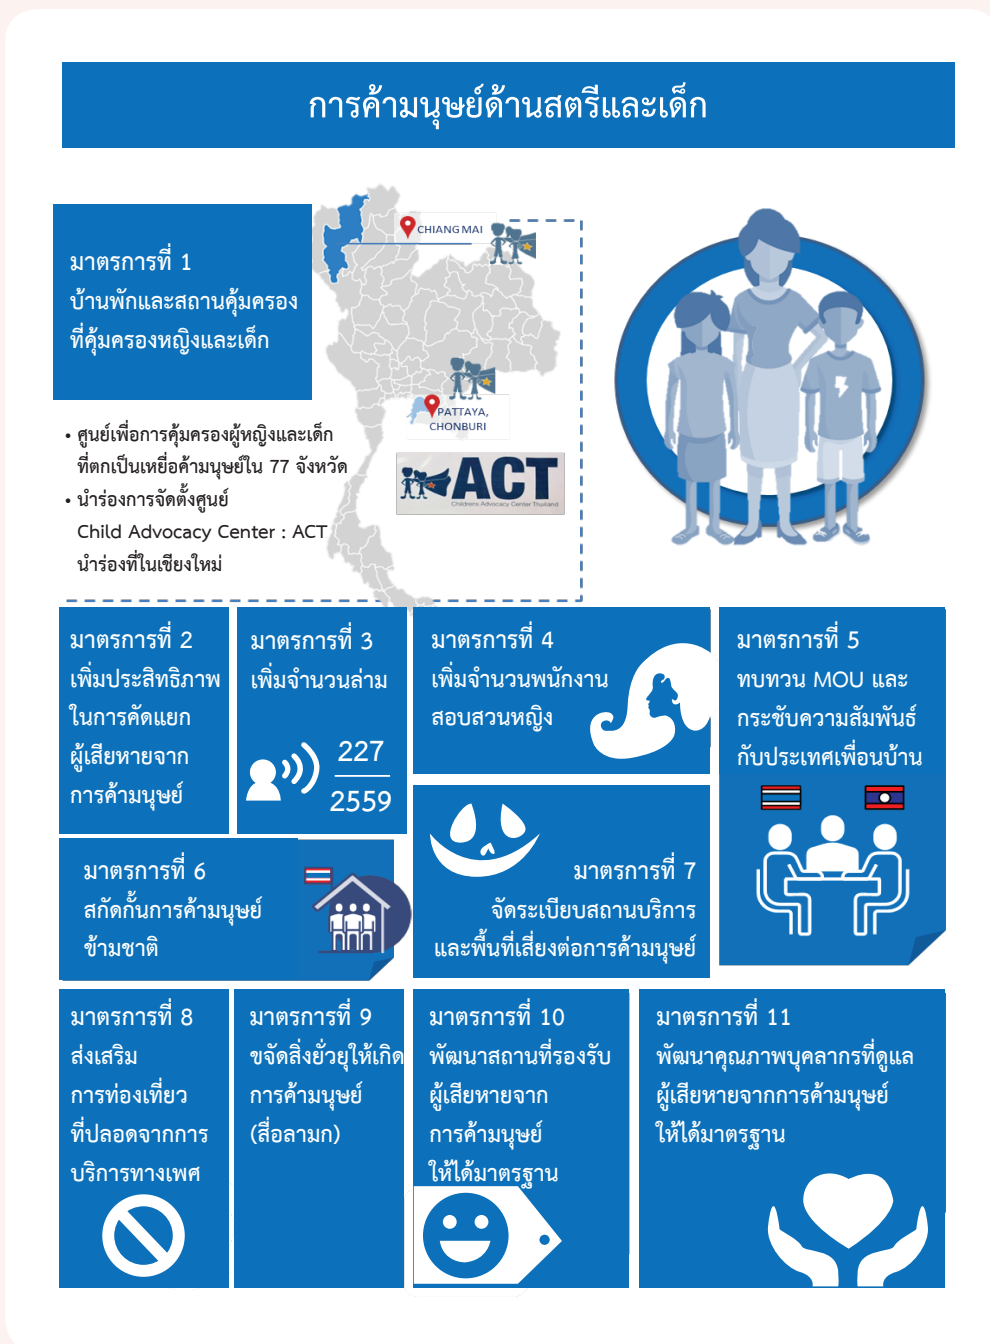 การค้ามนุษย์ด้านสตรีและเด็ก
มาตรการที่ 1
บ้านพักและสถานคุ้มครอง
ที่คุ้มครองหญิงและเด็ก
CHIANG MAI
PATTAYA,
CHONBURI
ACT
Childrens Advocacy Center Thailand
• ศูนย์เพื่อการคุ้มครองผู้หญิงและเด็ก
ที่ตกเป็นเหยื่อค้ามนุษย์ใน 77 จังหวัด
• นำร่องการจัดตั้งศูนย์
Child Advocacy Center : ACT
นำร่องที่ในเชียงใหม่
มาตรการที่ 2
เพิ่มประสิทธิภาพ
ในการคัดแยก
ผู้เสียหายจาก
การค้ามนุษย์
มาตรการที่ 3
เพิ่มจำนวนล่าม
227
2559
มาตรการที่ 4
เพิ่มจำนวนพนักงาน
สอบสวนหญิง
มาตรการที่ 5
ทบทวน MOU และ
กระชับความสัมพันธ์
กับประเทศเพื่อนบ้าน
มาตรการที่ 6
สกัดกั้นการค้ามนุษย์
ข้ามชาติ
มาตรการที่ 7
จัดระเบียบสถานบริการ
และพื้นที่เสี่ยงต่อการค้ามนุษย์
มาตรการที่ 8
ส่งเสริม
การท่องเที่ยว
ที่ปลอดจากการ
บริการทางเพศ
มาตรการที่ 9
ขจัดสิ่งยั่วยุให้เกิด
การค้ามนุษย์
(สื่อลามก)
มาตรการที่ 10
พัฒนาสถานที่รองรับ
ผู้เสียหายจาก
การค้ามนุษย์
ให้ได้มาตรฐาน
มาตรการที่ 11
พัฒนาคุณภาพบุคลากรที่ดูแล
ผู้เสียหายจากการค้ามนุษย์
ให้ได้มาตรฐาน